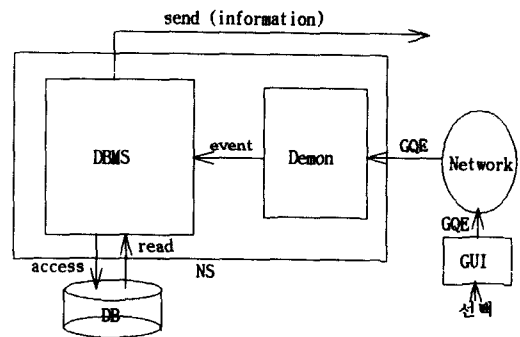 send (information)
DBMS
event
Demon
GQE
Network
GQE
GUI
선택
access
read
NS
DB